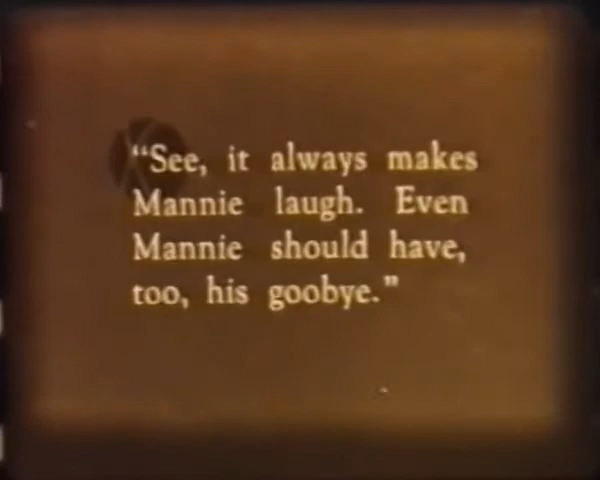 “See, it always makes
Mannie laugh. Even
Mannie should have,
too, his goobye.”